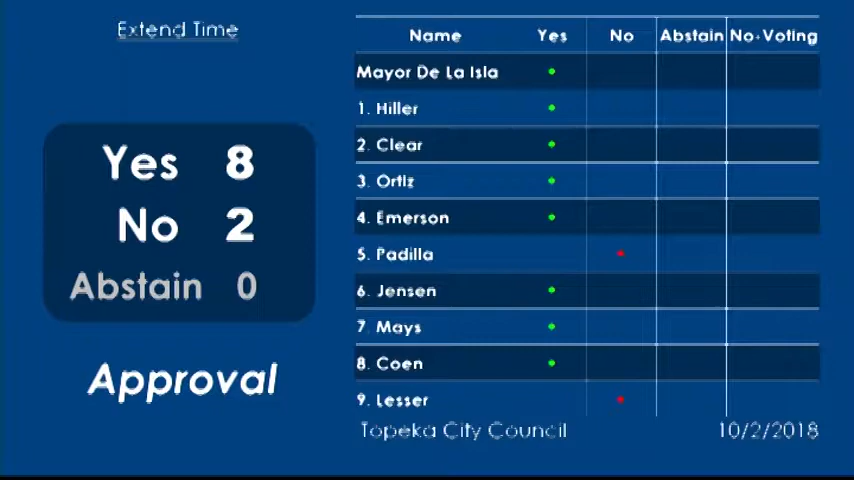 Extend Time
Yes 8
No 2
Abstain 0
Approval
Name Yes No Abstain No-Voting
Mayor De La Isla
1. Hiller
2. Clear
3. Ortiz
4. Emerson
5. Padilla
6. Jensen
7. Mays
8. Coen
9. Lesser
Topeka City Council 10/2/2018